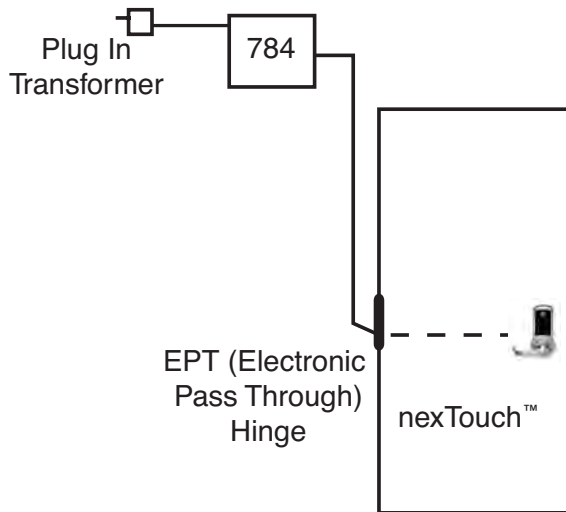 Plug In
Transformer
784
EPT (Electronic
Pass Through)
Hinge
nexTouch™